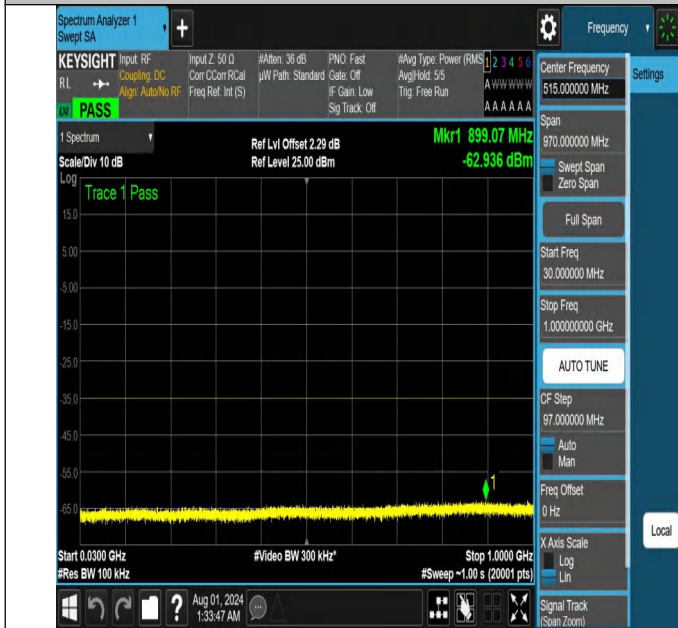 Spectrum Analyzer 1
Swept SA
+
Frequency
KEYSIGHT
RL
PASS
Input: RF
Coupling: DC
Align: Auto/No RF
Input Z: 50 Ω
Corr CCorr RCal
Freq Ref: Int (S)
#Atten: 36 dB
µW Path: Standard
PNO: Fast
Gate: Off
IF Gain: Low
Sig Track: Off
#Avg Type: Power (RMS
Avg|Hold: 5/5
Trig: Free Run
1 2 3 4 5 6
A W W W W W
A A A A A A
1 Spectrum
Scale/Div 10 dB
Log
Ref Lvl Offset 2.29 dB
Ref Level 25.00 dBm
Mkr1 899.07 MHz
-62.936 dBm
Trace 1 Pass
15.0
5.00
-5.00
-15.0
-25.0
-35.0
-45.0
-55.0
-65.0
1
Start 0.0300 GHz
#Res BW 100 kHz
#Video BW 300 kHz*
Stop 1.0000 GHz
#Sweep ~1.00 s (20001 pts)
?
Aug 01, 2024
1:33:47 AM
Center Frequency
515.000000 MHz
Settings
Span
970.000000 MHz
Swept Span
Zero Span
Full Span
Start Freq
30.000000 MHz
Stop Freq
1.000000000 GHz
AUTO TUNE
CF Step
97.000000 MHz
Auto
Man
Freq Offset
0 Hz
X Axis Scale
Log
Lin
Local
Signal Track
(Span Zoom)